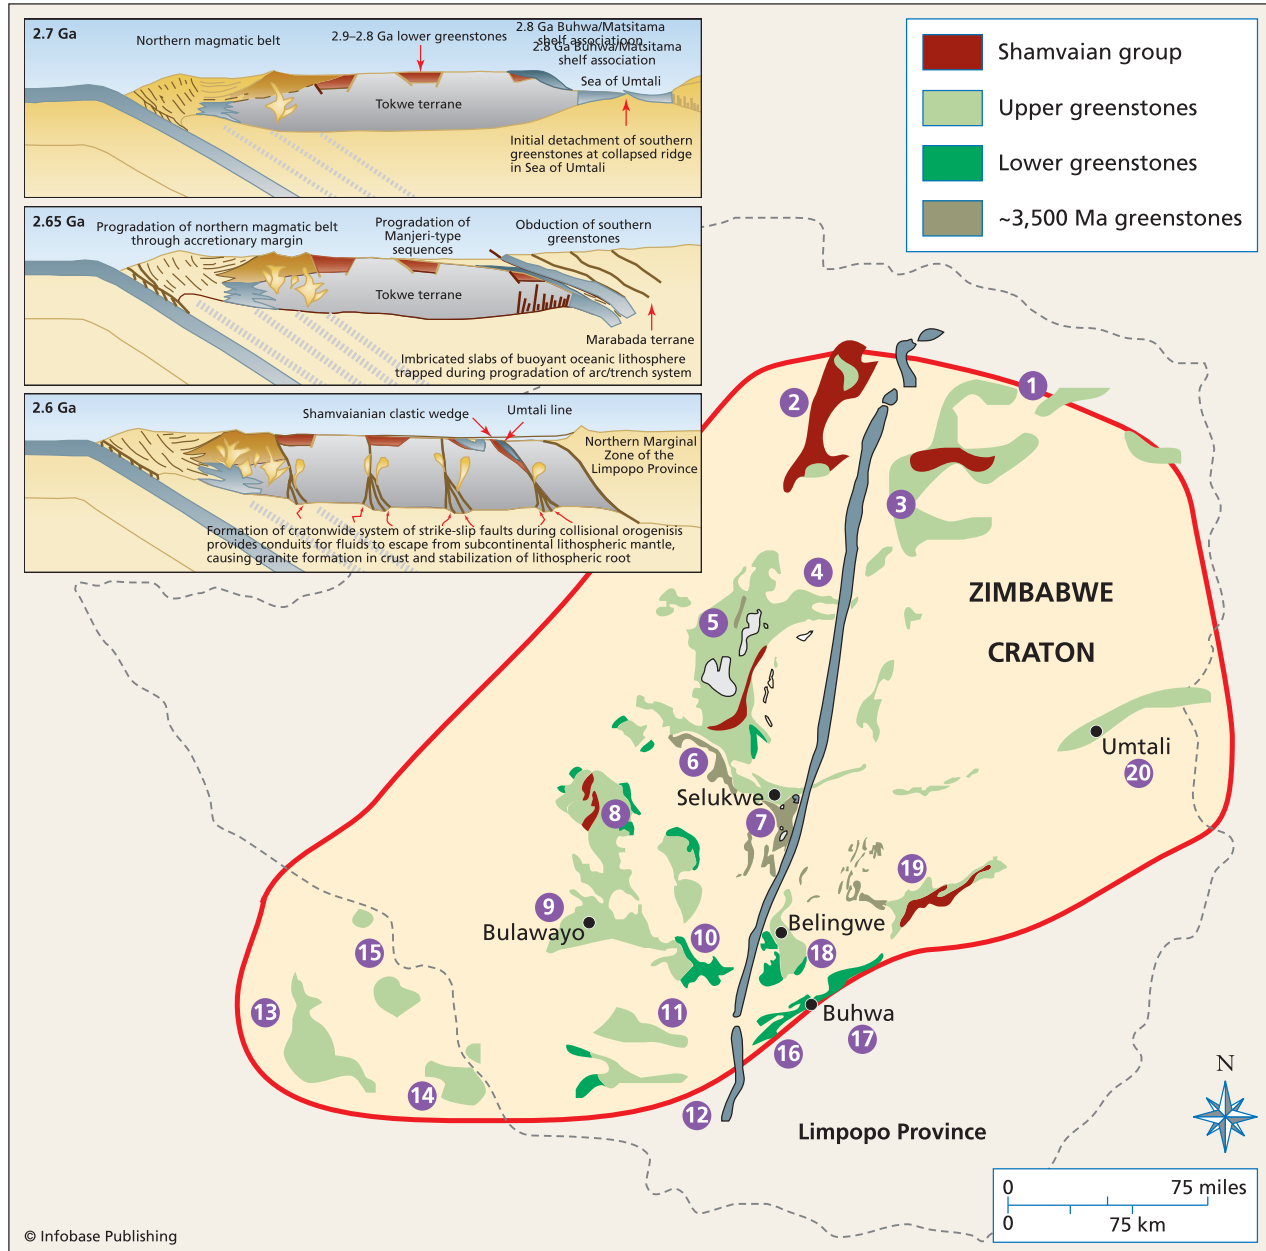 2.7 Ga
Northern magmatic belt
2.9–2.8 Ga lower greenstones
2.8 Ga Buhwa/Matsitama
shelf associatioon
2.8 Ga Buhwa/Matsitama
shelf association
Sea of Umtali
Tokwe terrane
Initial detachment of southern
greenstones at collapsed ridge
in Sea of Umtali
2.65 Ga
Progradation of northern magmatic belt
through accretionary margin
Progradation of
Manjeri-type
sequences
Obduction of southern
greenstones
Tokwe terrane
Marabada terrane
Imbricated slabs of buoyant oceanic lithosphere
trapped during progradation of arc/trench system
2.6 Ga
Shamvaianian clastic wedge
Umtali line
Northern Marginal
Zone of the
Limpopo Province
Formation of cratonwide system of strike-slip faults during collisional orogenisis
provides conduits for fluids to escape from subcontinental lithospheric mantle,
causing granite formation in crust and stabilization of lithospheric root
Shamvaian group
Upper greenstones
Lower greenstones
~3,500 Ma greenstones
1
2
3
4
ZIMBABWE
CRATON
5
6
Umtali
20
Selukwe
7
8
19
9
Bulawayo
10
Belingwe
18
15
13
11
Buhwa
17
16
14
12
Limpopo Province
N
0 75 miles
0 75 km
© Infobase Publishing